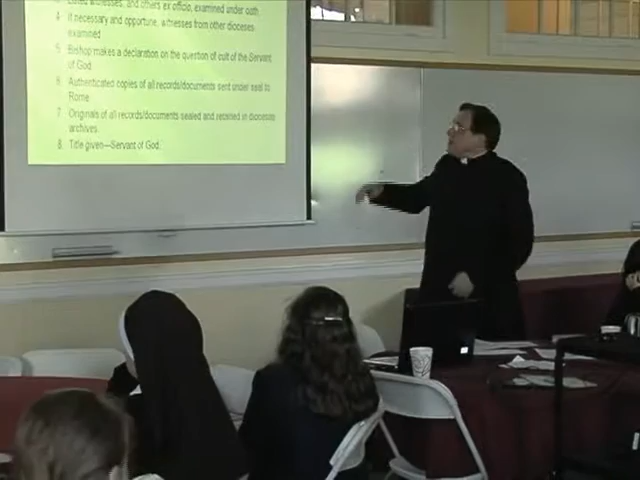 3. Listed witnesses, and others ex officio, examined under oath.
4. If necessary and opportune, witnesses from other dioceses
examined
5. Bishop makes a declaration on the question of cult of the Servant
of God.
6. Authenticated copies of all records/documents sent under seal to
Rome.
7. Originals of all records/documents sealed and retained in diocesan
archives.
8. Title given—Servant of God.